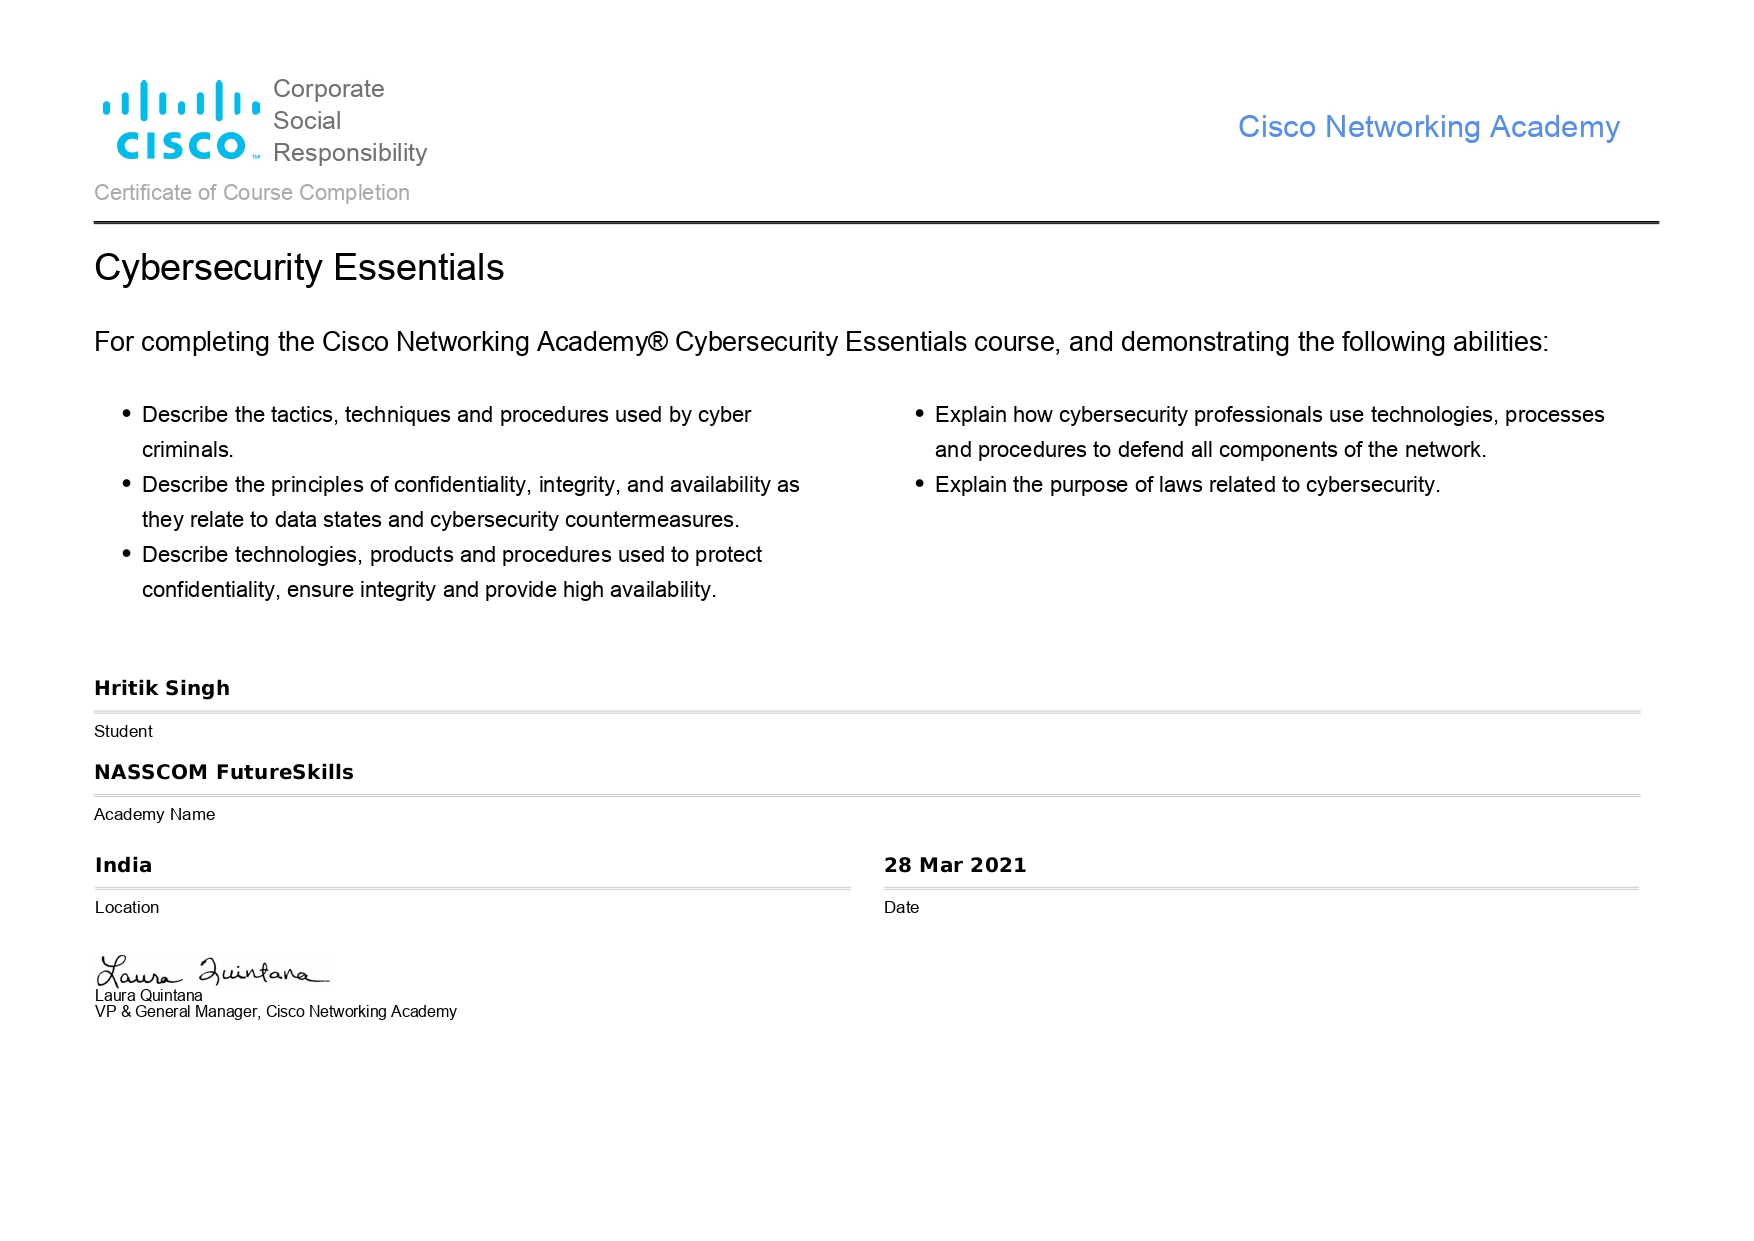 Corporate
Social
Responsibility
CISCO™
Cisco Networking Academy
Certificate of Course Completion
Cybersecurity Essentials
For completing the Cisco Networking Academy® Cybersecurity Essentials course, and demonstrating the following abilities:
• Describe the tactics, techniques and procedures used by cyber
criminals.
• Describe the principles of confidentiality, integrity, and availability as
they relate to data states and cybersecurity countermeasures.
• Describe technologies, products and procedures used to protect
confidentiality, ensure integrity and provide high availability.
• Explain how cybersecurity professionals use technologies, processes
and procedures to defend all components of the network.
• Explain the purpose of laws related to cybersecurity.
Hritik Singh
Student
NASSCOM FutureSkills
Academy Name
India
Location
28 Mar 2021
Date
Laura Quintana
Laura Quintana
VP & General Manager, Cisco Networking Academy